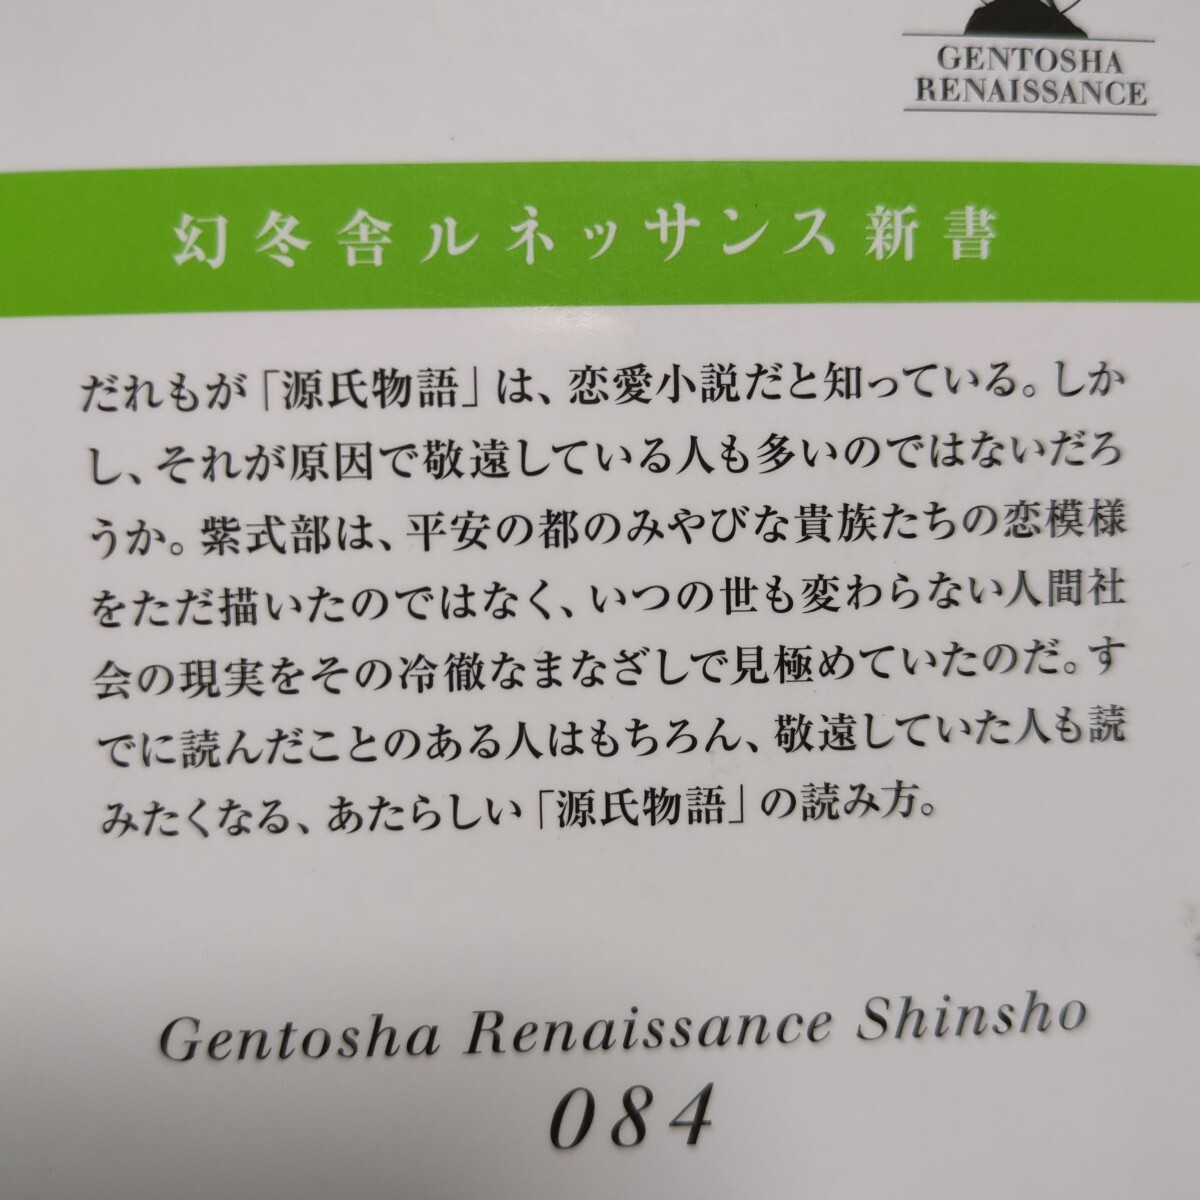 GENTOSHA
RENAISSANCE
幻冬舎ルネッサンス新書
だれもが「源氏物語」は、恋愛小説だと知っている。しか
し、それが原因で敬遠している人も多いのではないだろ
うか。紫式部は、平安の都のみやびな貴族たちの恋模様
をただ描いたのではなく、いつの世も変わらない人間社
会の現実をその冷徹なまなざしで見極めていたのだ。す
でに読んだことのある人はもちろん、敬遠していた人も読
みたくなる、あたらしい「源氏物語」の読み方。
Gentosha Renaissance Shinsho
084